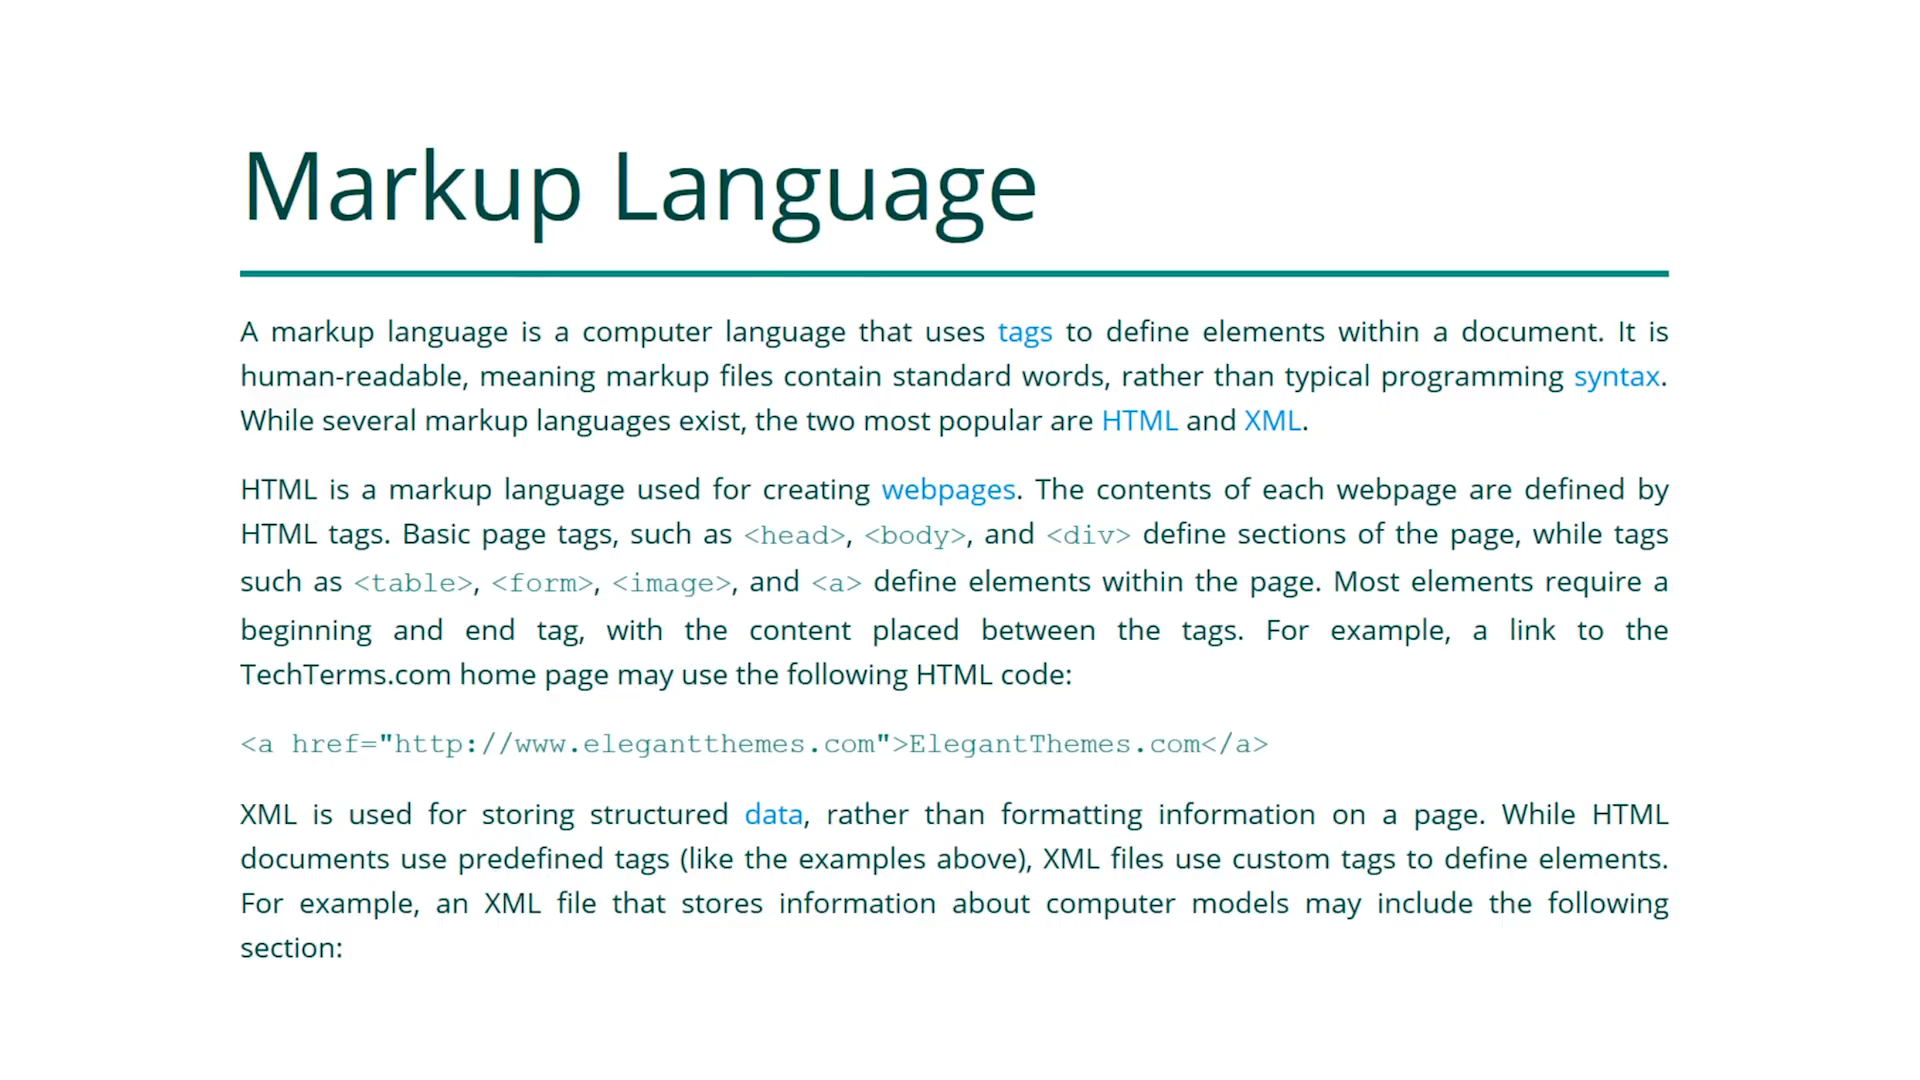 Markup Language
A markup language is a computer language that uses tags to define elements within a document. It is
human-readable, meaning markup files contain standard words, rather than typical programming syntax.
While several markup languages exist, the two most popular are HTML and XML.
HTML is a markup language used for creating webpages. The contents of each webpage are defined by
HTML tags. Basic page tags, such as <head>, <body>, and <div> define sections of the page, while tags
such as <table>, <form>, <image>, and <a> define elements within the page. Most elements require a
beginning and end tag, with the content placed between the tags. For example, a link to the
TechTerms.com home page may use the following HTML code:
<a href="http://www.elegantthemes.com">ElegantThemes.com</a>
XML is used for storing structured data, rather than formatting information on a page. While HTML
documents use predefined tags (like the examples above), XML files use custom tags to define elements.
For example, an XML file that stores information about computer models may include the following
section: